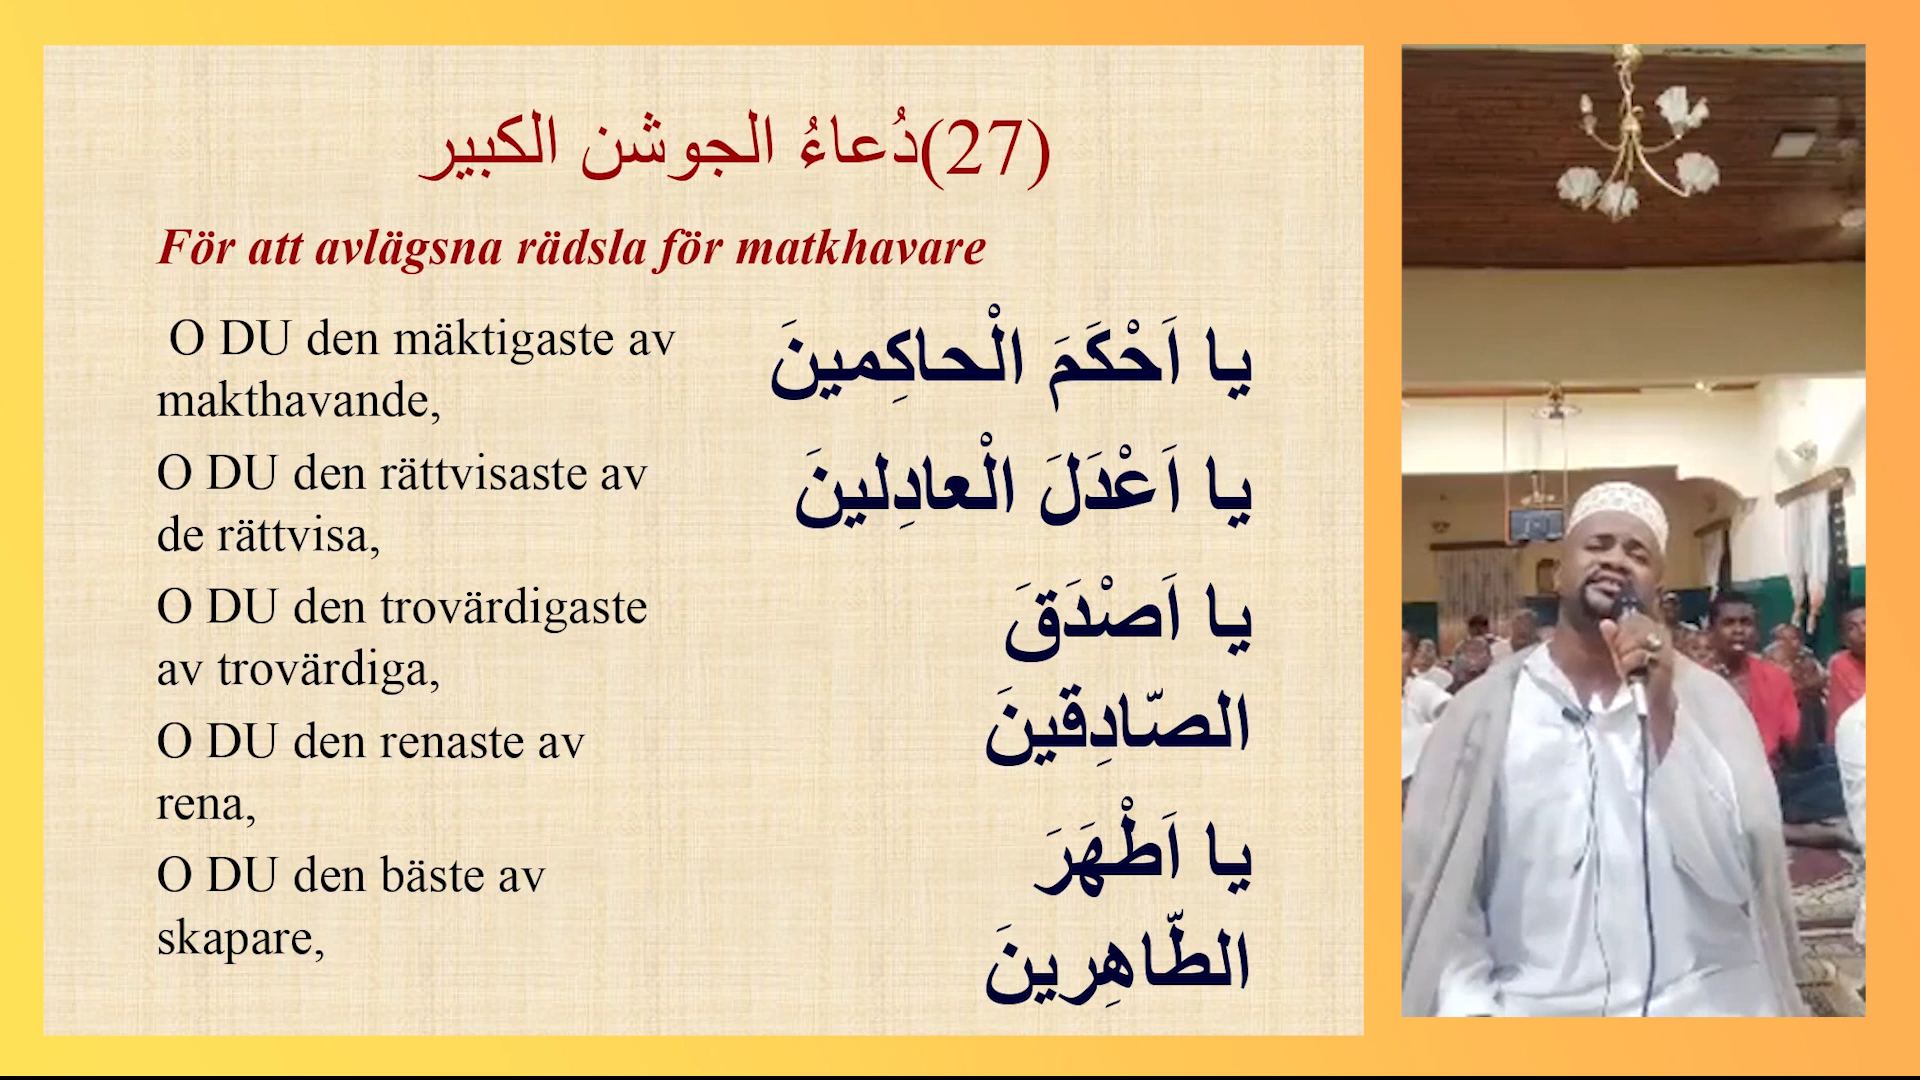 (27)دُعاءُ الجوشن الكبير
För att avlägsna rädsla för matkhavare
O DU den mäktigaste av
makthavande,
O DU den rättvisaste av
de rättvisa,
O DU den trovärdigaste
av trovärdiga,
O DU den renaste av
rena,
O DU den bäste av
skapare,
يا اَحْكَمَ الْحاكِمينَ
يا اَعْدَلَ الْعادِلينَ
يا اَصْدَقَ
الصّادِقينَ
يا اَطْهَرَ
الطّاهِرينَ